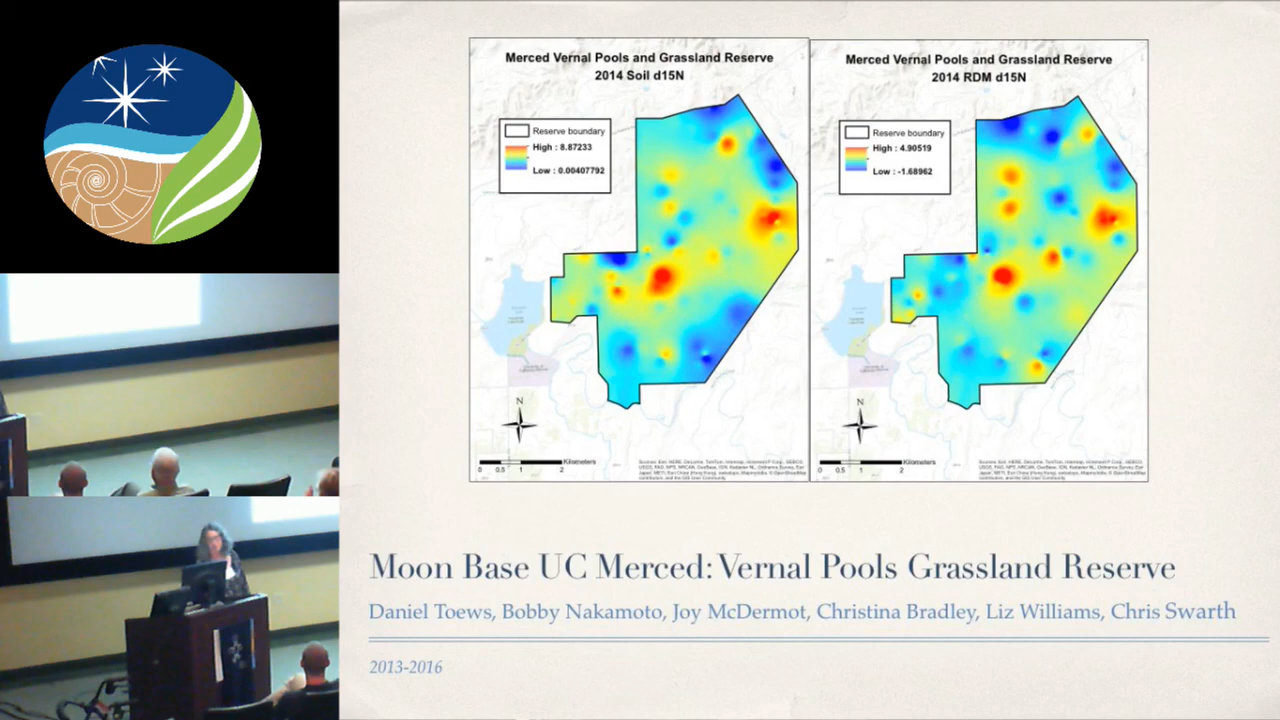 Merced Vernal Pools and Grassland Reserve
2014 Soil d15N
Reserve boundary
High : 8.87233
Low : 0.00407792
N
Kilometers
0 0.5 1 2
Merced Vernal Pools and Grassland Reserve
2014 RDM d15N
Reserve boundary
High : 4.90519
Low : -1.68962
N
Kilometers
0 0.5 1 2
Moon Base UC Merced: Vernal Pools Grassland Reserve
Daniel Toews, Bobby Nakamoto, Joy McDermot, Christina Bradley, Liz Williams, Chris Swarth
2013-2016